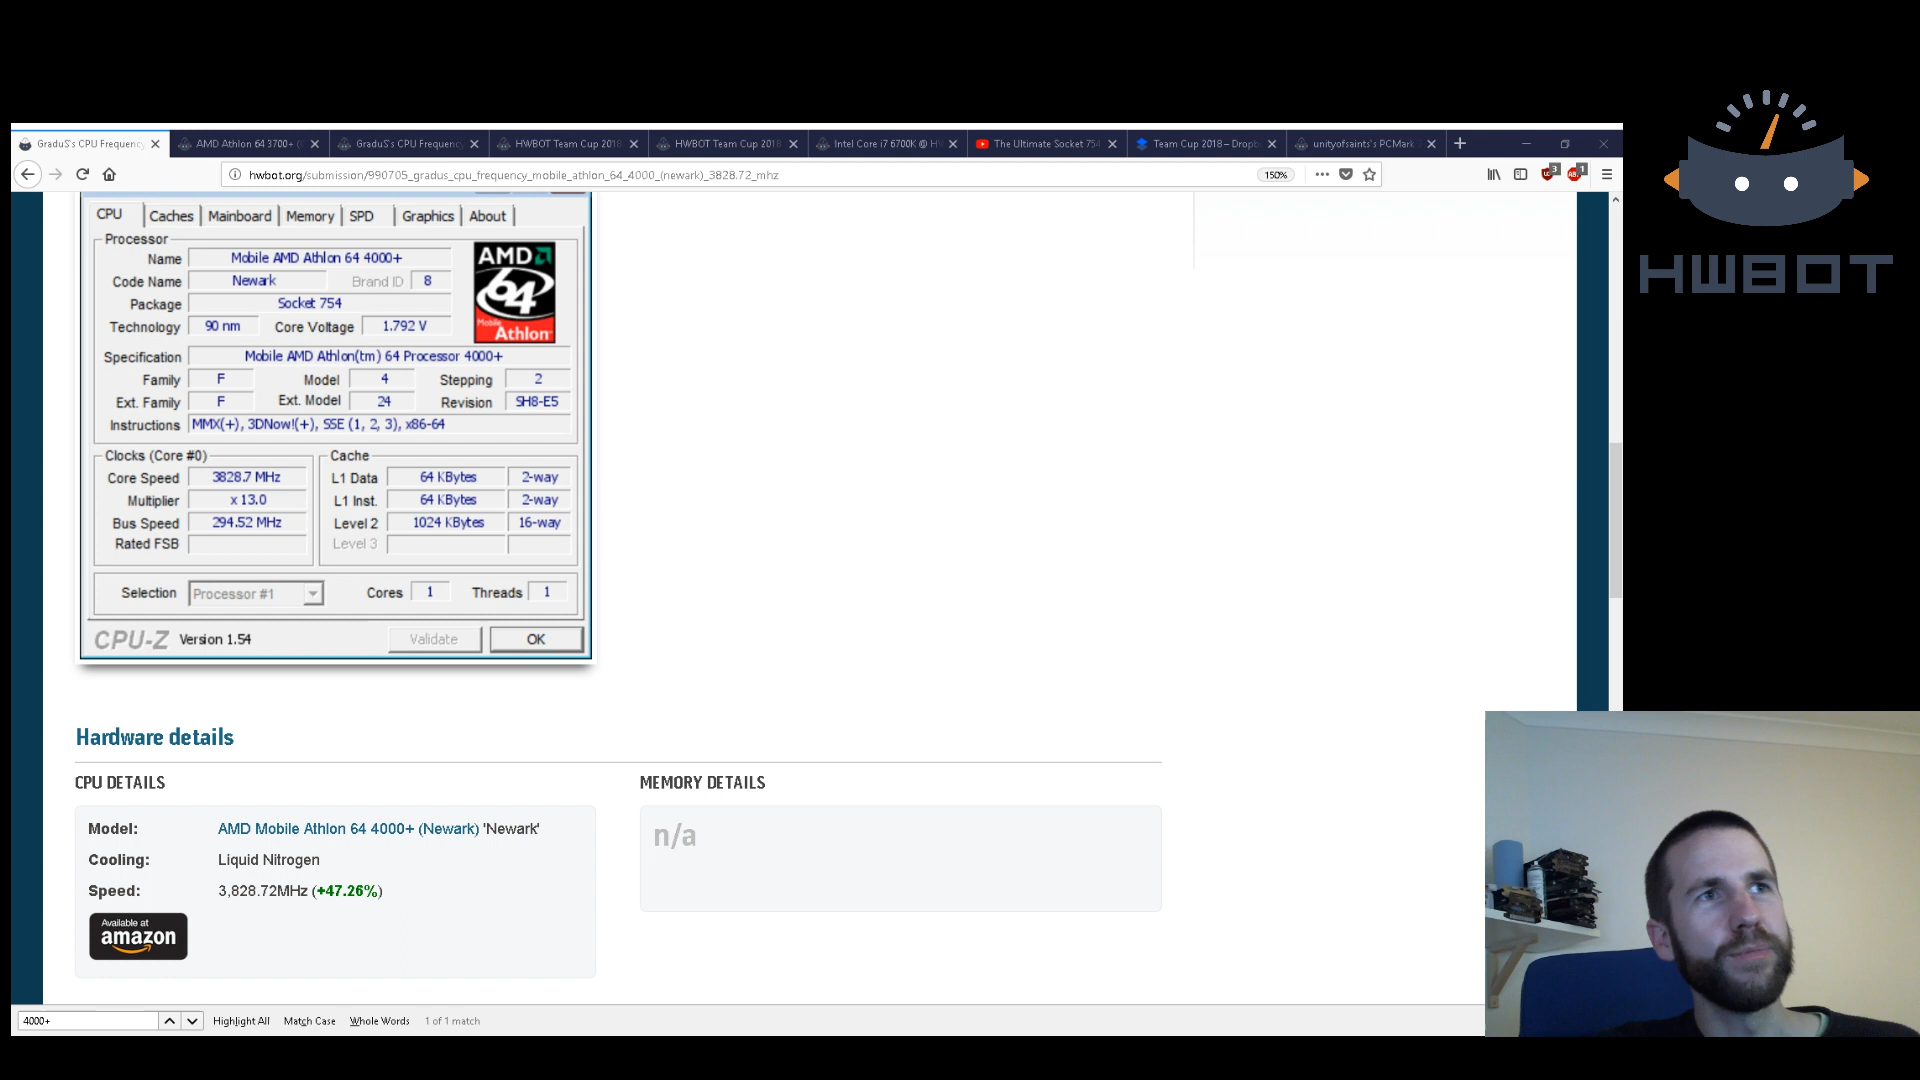 GraduS's CPU Frequency
AMD Athlon 64 3700+
GraduS's CPU Frequency
HWBOT Team Cup 2018
HWBOT Team Cup 2018
Intel Core i7 6700K @ H
The Ultimate Socket 754
Team Cup 2018 – Dropb
unityofsaints's PCMark
hwbot.org/submission/990705_gradus_cpu_frequency_mobile_athlon_64_4000_(newark)_3828.72_mhz
150%
HWBOT
CPU
Caches
Mainboard
Memory
SPD
Graphics
About
Processor
Name Mobile AMD Athlon 64 4000+
Code Name Newark Brand ID 8
Package Socket 754
Technology 90 nm Core Voltage 1.792 V
AMD
64
Mobile
Athlon
Specification Mobile AMD Athlon(tm) 64 Processor 4000+
Family F Model 4 Stepping 2
Ext. Family F Ext. Model 24 Revision SH8-E5
Instructions MMX(+), 3DNow!(+), SSE (1, 2, 3), x86-64
Clocks (Core #0)
Core Speed 3828.7 MHz
Multiplier x 13.0
Bus Speed 294.52 MHz
Rated FSB
Cache
L1 Data 64 KBytes 2-way
L1 Inst. 64 KBytes 2-way
Level 2 1024 KBytes 16-way
Level 3
Selection Processor #1 Cores 1 Threads 1
CPU-Z Version 1.54 Validate OK
Hardware details
CPU DETAILS
Model: AMD Mobile Athlon 64 4000+ (Newark) 'Newark'
Cooling: Liquid Nitrogen
Speed: 3,828.72MHz (+47.26%)
Available at
amazon
MEMORY DETAILS
n/a
4000+
Highlight All
Match Case
Whole Words
1 of 1 match